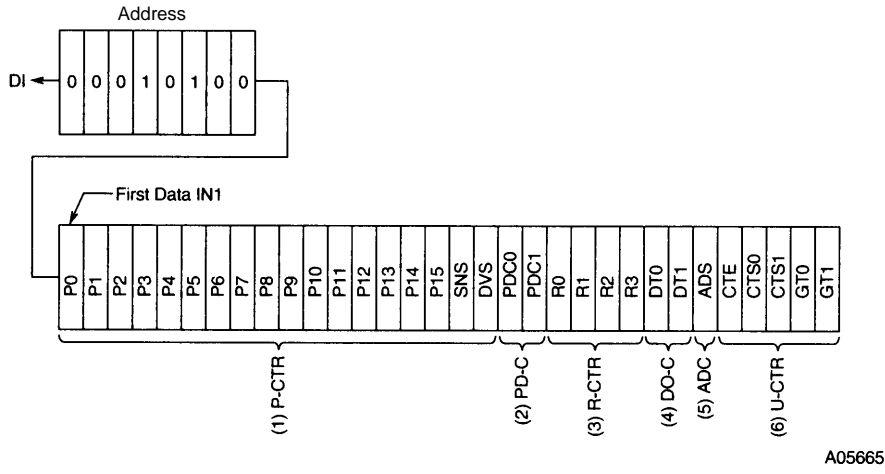 Address
DI 0 0 0 1 0 1 0 0
First Data IN1
P0 P1 P2 P3 P4 P5 P6 P7 P8 P9 P10 P11 P12 P13 P14 P15 SNS DVS PDC0 PDC1 R0 R1 R2 R3 DT0 DT1 ADS CTE CTS0 CTS1 GT0 GT1
(1) P-CTR (2) PD-C (3) R-CTR (4) DO-C (5) ADC (6) U-CTR
A05665